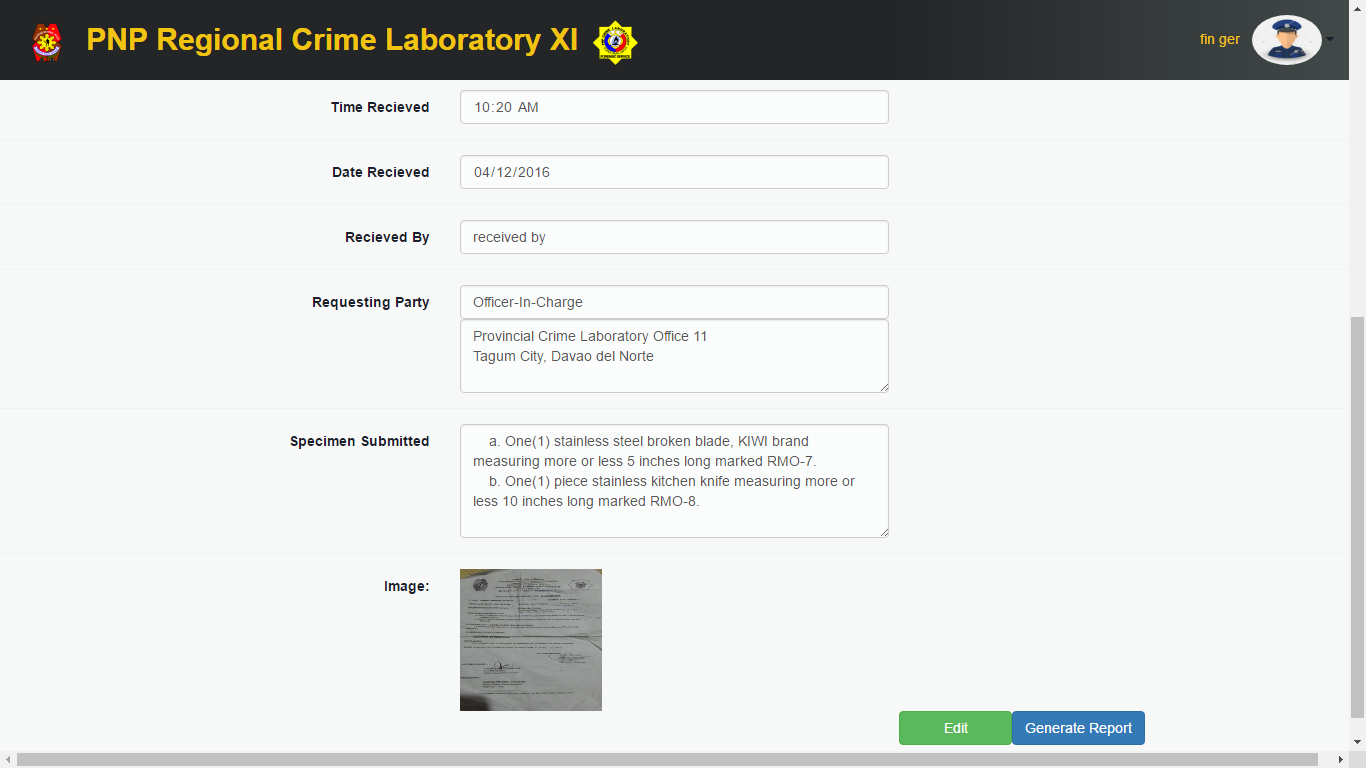 PNP Regional Crime Laboratory XI
fin ger
Time Recieved
10:20 AM
Date Recieved
04/12/2016
Recieved By
received by
Requesting Party
Officer-In-Charge
Provincial Crime Laboratory Office 11
Tagum City, Davao del Norte
Specimen Submitted
a. One(1) stainless steel broken blade, KIWI brand
measuring more or less 5 inches long marked RMO-7.
b. One(1) piece stainless kitchen knife measuring more or
less 10 inches long marked RMO-8.
Image:
Edit
Generate Report